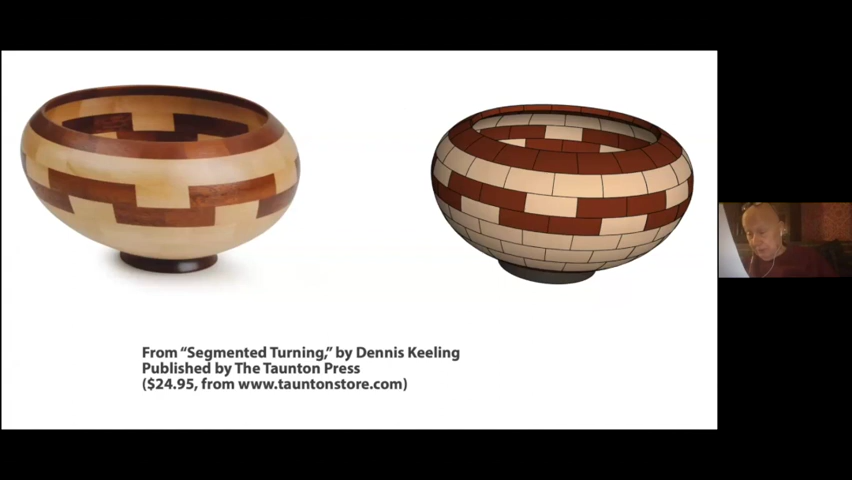 From “Segmented Turning,” by Dennis Keeling
Published by The Taunton Press
($24.95, from www.tauntonstore.com)